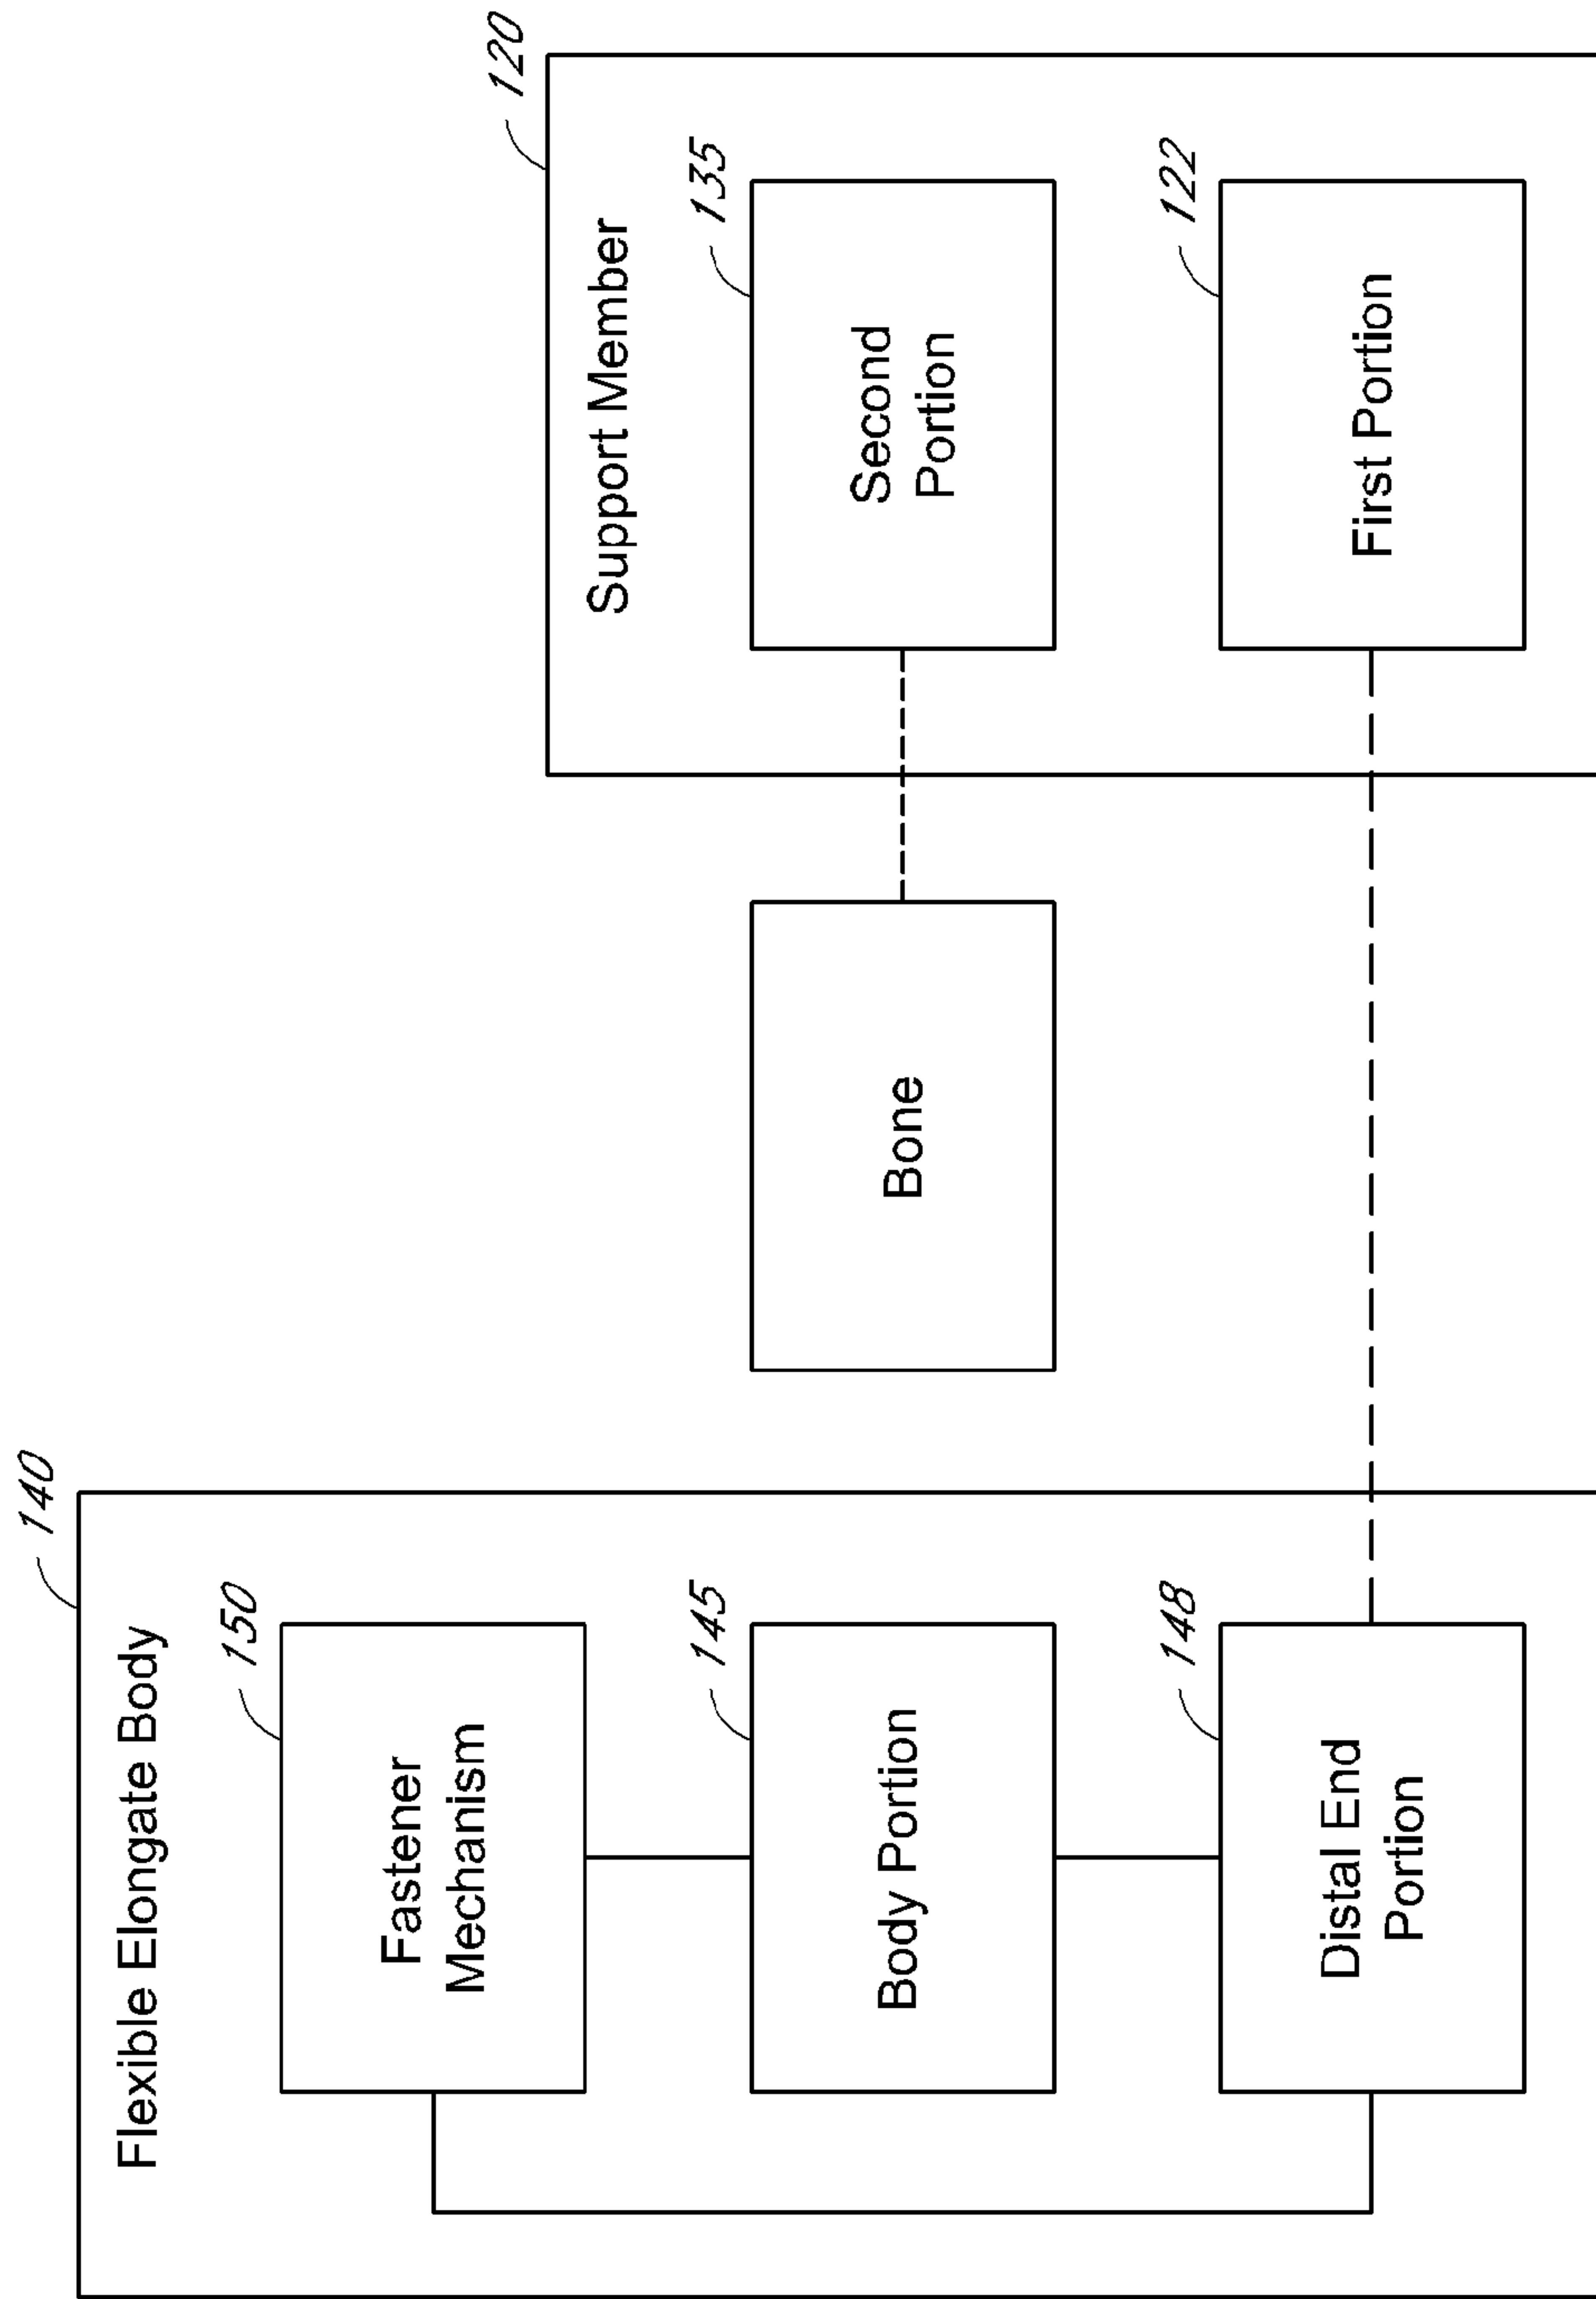 140
Flexible Elongate Body
150
Fastener
Mechanism
145
Body Portion
148
Distal End
Portion
Bone
120
Support Member
135
Second
Portion
122
First Portion